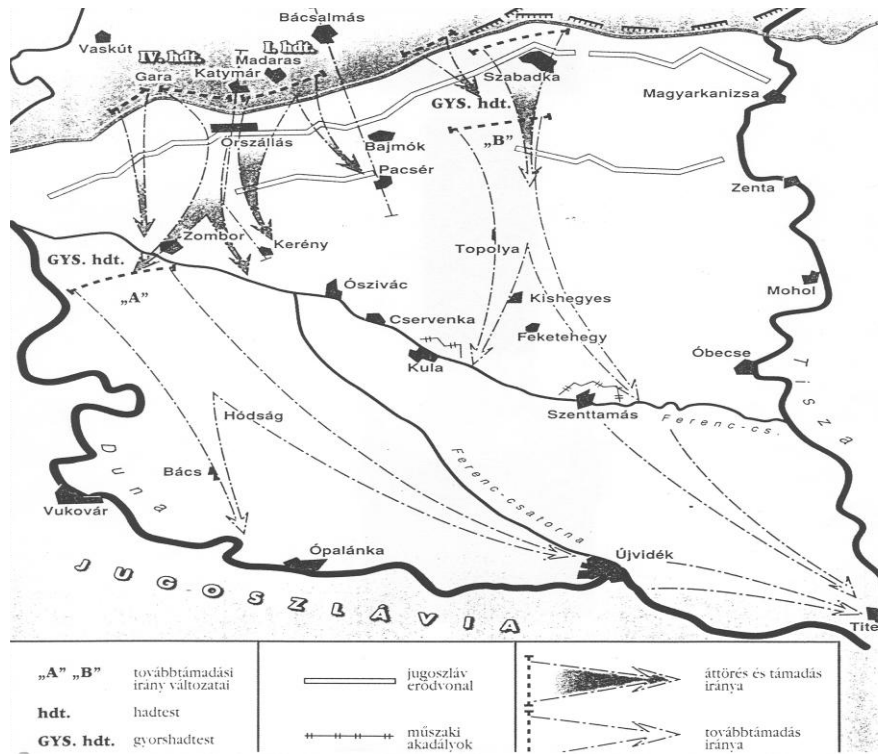 Bácsalmás
Vaskút
IV. hdt.
I. hdt.
Madaras
Gara
Katymár
Szabadka
GYS. hdt.
Magyarkanizsa
„B”
Őrszállás
Bajmók
Pacsér
Zenta
Zombor
Kerény
Topolya
GYS. hdt.
„A”
Ószivác
Mohol
Kishegyes
Cservenka
Feketehegy
Kula
Óbecse
Tisza
Szenttamás
Ferenc-cs.
Hódság
Duna
Bács
Ferenc-csatorna
Vukovár
Ópalánka
Újvidék
JUGOSZLÁVIA
Tite
„A” „B”
továbbtámadási
irány változatai
hdt.
hadtest
GYS. hdt.
gyorshadtest
jugoszláv
erődvonal
műszaki
akadályok
áttörés és támadás
iránya
továbbtámadás
iránya